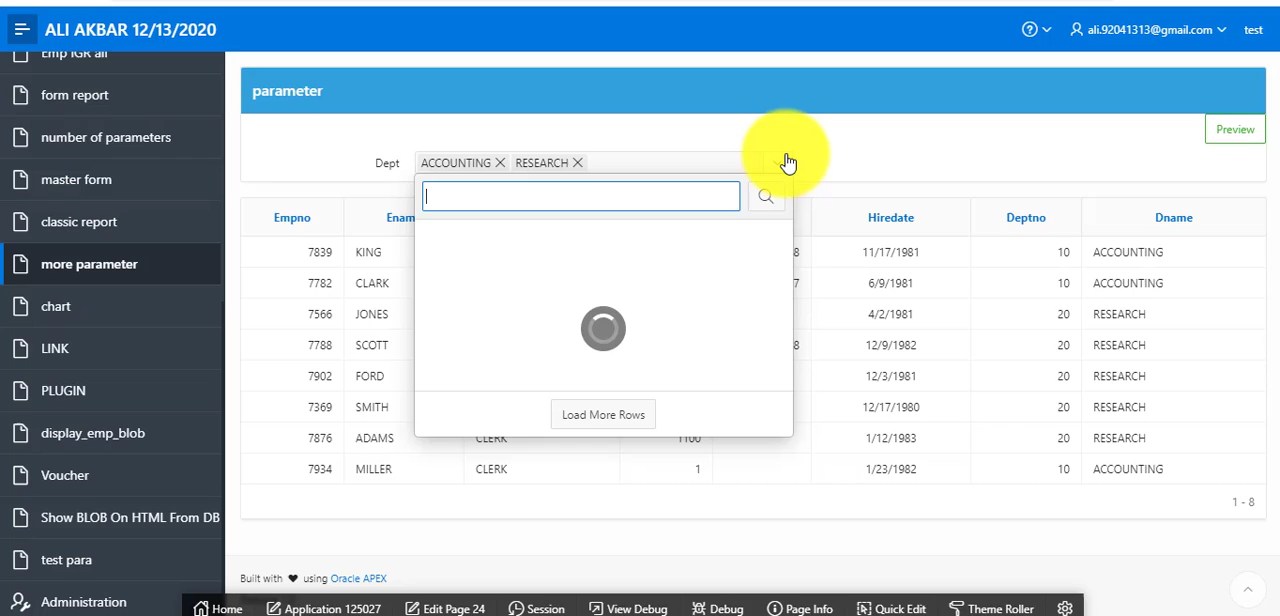 ALI AKBAR 12/13/2020
ali.92041313@gmail.com
test
Emp IGR all
form report
number of parameters
master form
classic report
more parameter
chart
LINK
PLUGIN
display_emp_blob
Voucher
Show BLOB On HTML From DB
test para
Administration
parameter
Preview
Dept ACCOUNTING RESEARCH
Load More Rows
Empno Enam Hiredate Deptno Dname
7839 KING 8 11/17/1981 10 ACCOUNTING
7782 CLARK 7 6/9/1981 10 ACCOUNTING
7566 JONES 4/2/1981 20 RESEARCH
7788 SCOTT 8 12/9/1982 20 RESEARCH
7902 FORD 12/3/1981 20 RESEARCH
7369 SMITH 12/17/1980 20 RESEARCH
7876 ADAMS CLERK 1100 1/12/1983 20 RESEARCH
7934 MILLER CLERK 1 1/23/1982 10 ACCOUNTING
1 - 8
Built with ♥ using Oracle APEX
Home Application 125027 Edit Page 24 Session View Debug Debug Page Info Quick Edit Theme Roller